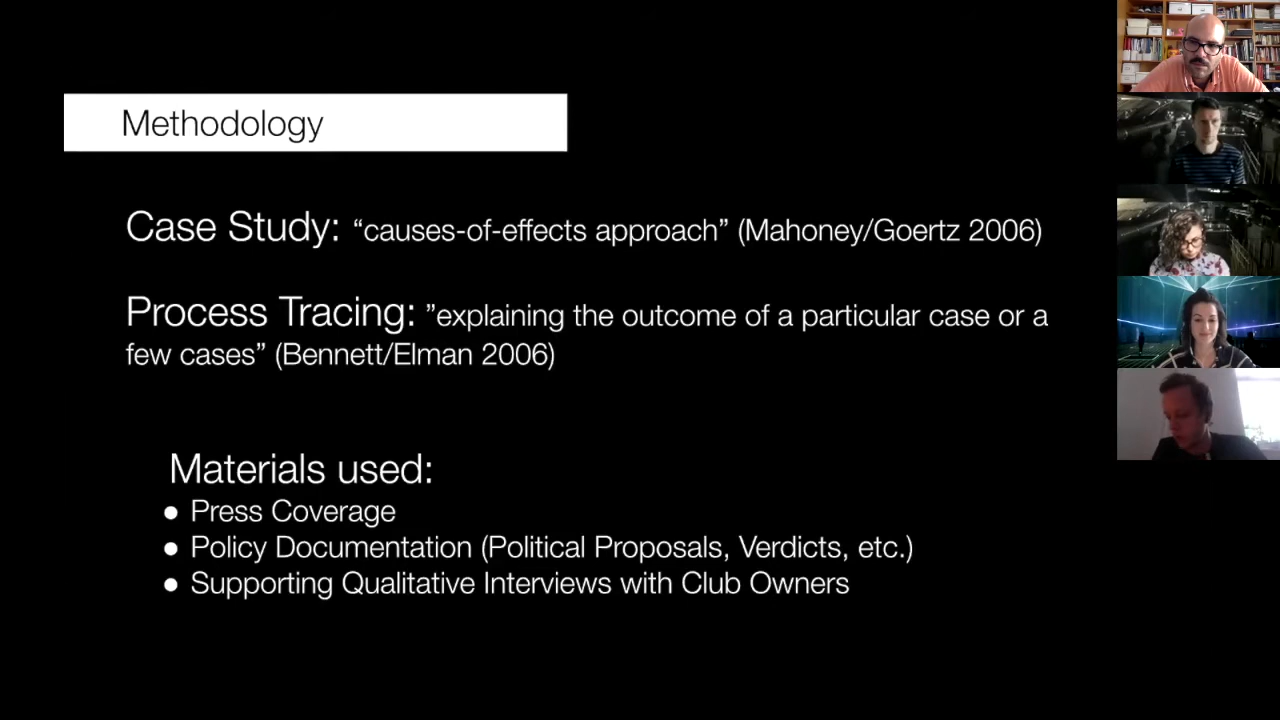 Methodology
Case Study: “causes-of-effects approach” (Mahoney/Goertz 2006)
Process Tracing: ”explaining the outcome of a particular case or a
few cases” (Bennett/Elman 2006)
Materials used:
● Press Coverage
● Policy Documentation (Political Proposals, Verdicts, etc.)
● Supporting Qualitative Interviews with Club Owners